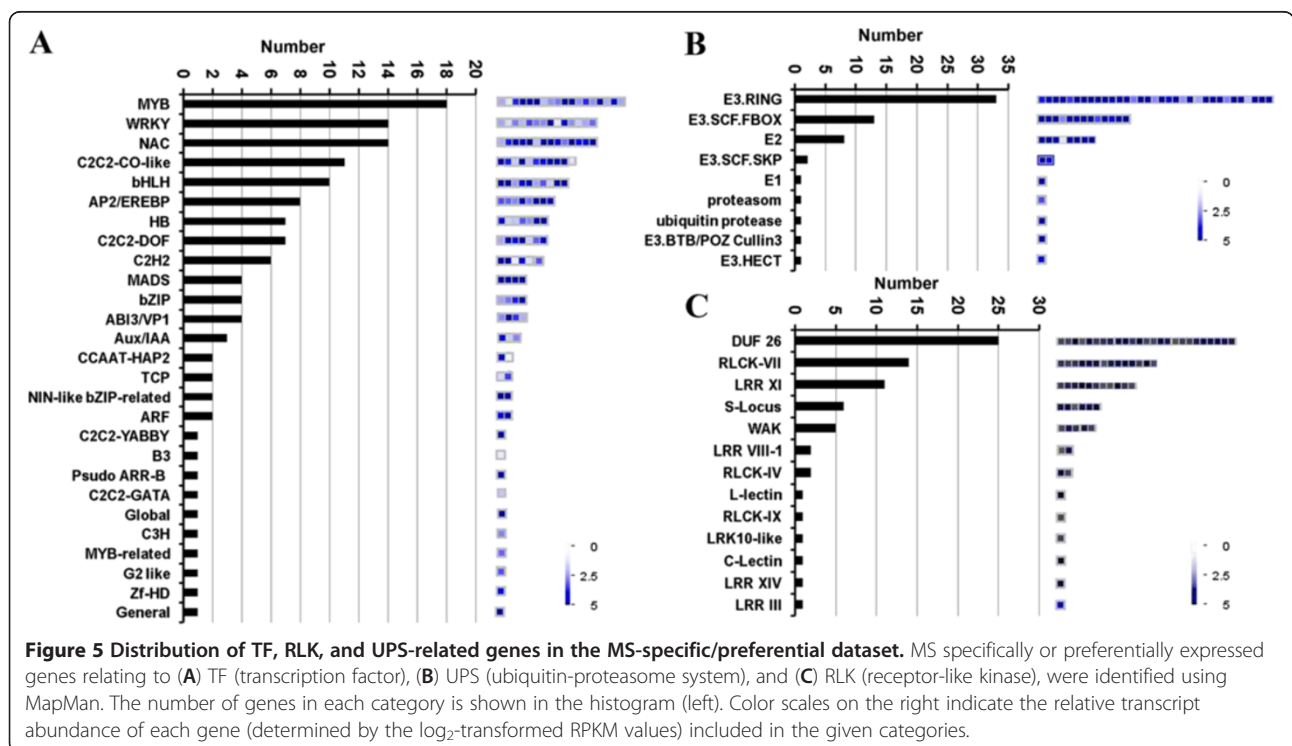 A
Number
0 2 4 6 8 10 12 14 16 18 20
MYB
WRKY
NAC
C2C2-CO-like
bHLH
AP2/EREBP
HB
C2C2-DOF
C2H2
MADS
bZIP
ABI3/VP1
Aux/IAA
CCAAT-HAP2
TCP
NIN-like bZIP-related
ARF
C2C2-YABBY
B3
Psudo ARR-B
C2C2-GATA
Global
C3H
MYB-related
G2 like
Zf-HD
General
0
2.5
5
B
Number
0 5 10 15 20 25 30 35
E3.RING
E3.SCF.FBOX
E2
E3.SCF.SKP
E1
proteasom
ubiquitin protease
E3.BTB/POZ Cullin3
E3.HECT
0
2.5
5
C
Number
0 5 10 15 20 25 30
DUF 26
RLCK-VII
LRR XI
S-Locus
WAK
LRR VIII-1
RLCK-IV
L-lectin
RLCK-IX
LRK10-like
C-Lectin
LRR XIV
LRR III
0
2.5
5
Figure 5 Distribution of TF, RLK, and UPS-related genes in the MS-specific/preferential dataset. MS specifically or preferentially expressed
genes relating to (A) TF (transcription factor), (B) UPS (ubiquitin-proteasome system), and (C) RLK (receptor-like kinase), were identified using
MapMan. The number of genes in each category is shown in the histogram (left). Color scales on the right indicate the relative transcript
abundance of each gene (determined by the log₂-transformed RPKM values) included in the given categories.